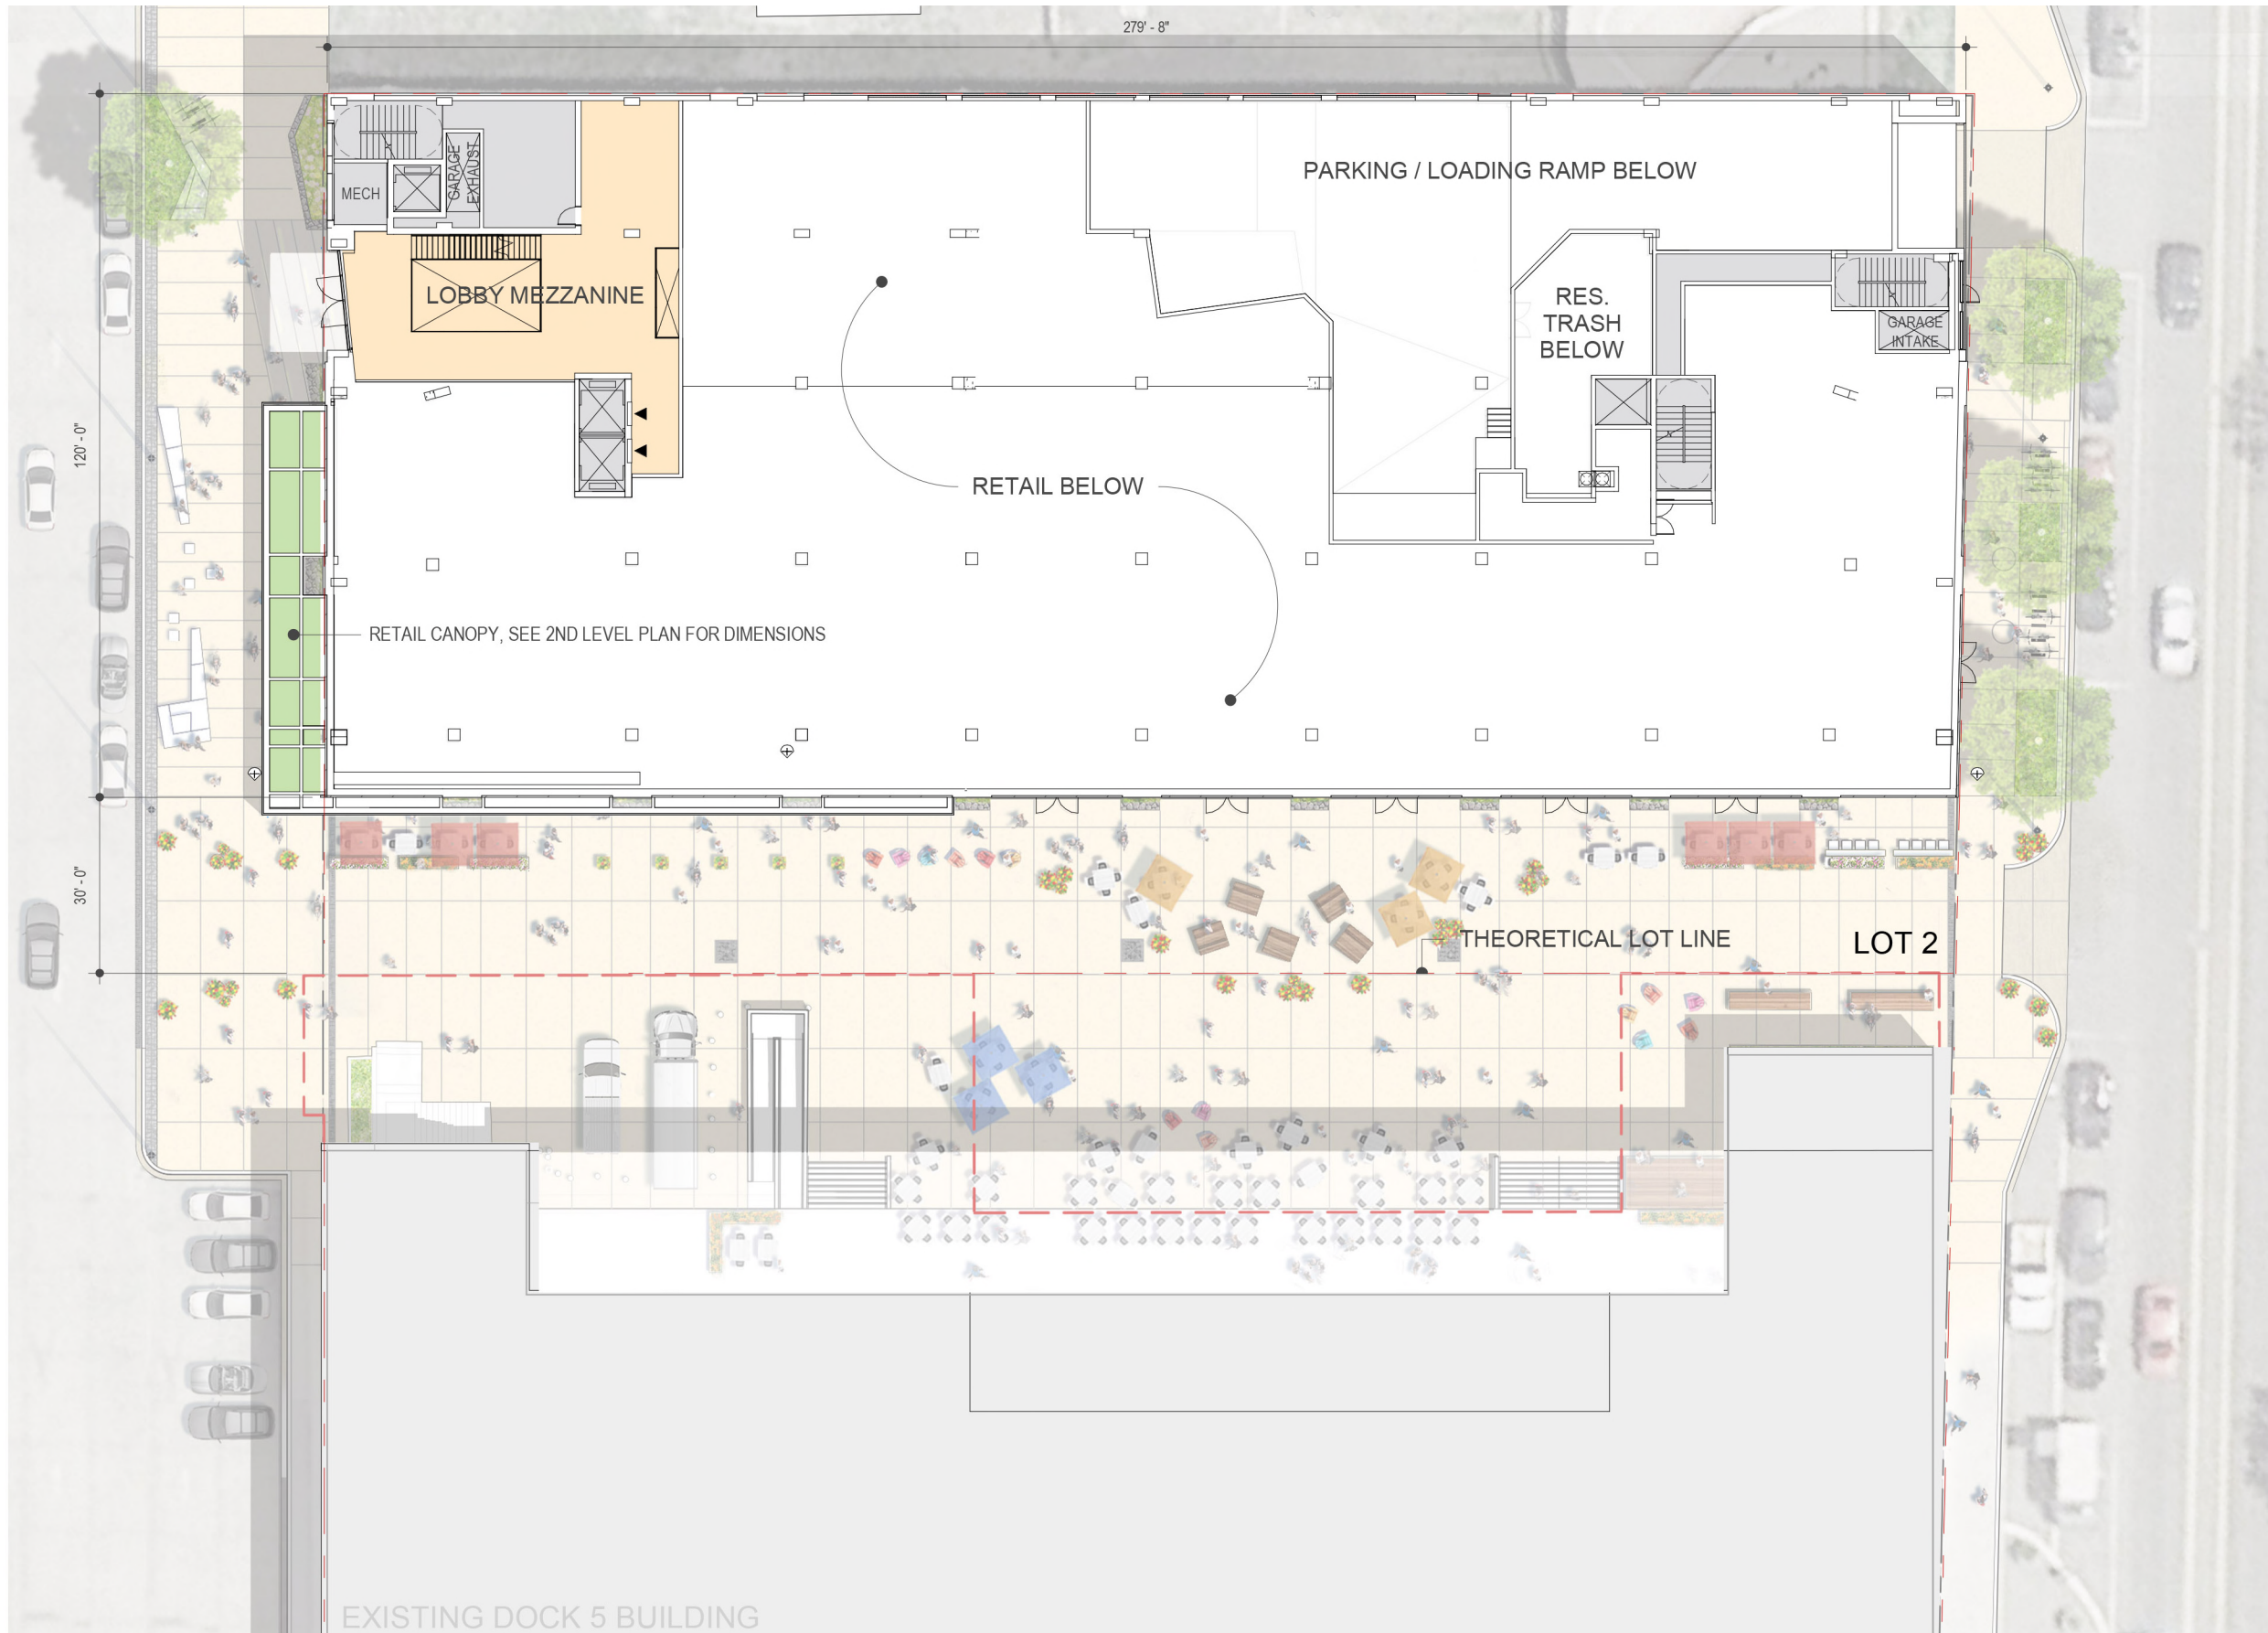 279' - 8"
PARKING / LOADING RAMP BELOW
GARAGE
EXHAUST
MECH
LOBBY MEZZANINE
RES.
TRASH
BELOW
GARAGE
INTAKE
120' - 0"
RETAIL BELOW
RETAIL CANOPY, SEE 2ND LEVEL PLAN FOR DIMENSIONS
30' - 0"
THEORETICAL LOT LINE
LOT 2
EXISTING DOCK 5 BUILDING